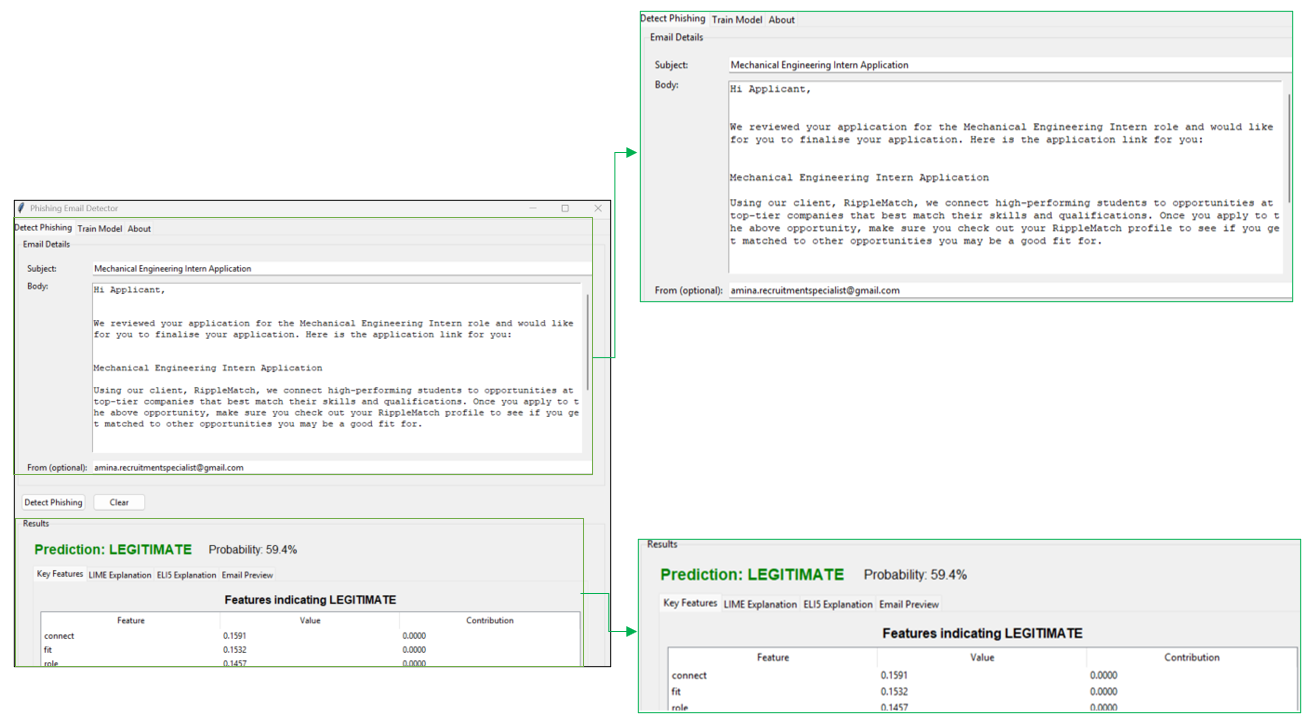 Phishing Email Detector
Detect Phishing Train Model About
Email Details
Subject: Mechanical Engineering Intern Application
Body: Hi Applicant,
We reviewed your application for the Mechanical Engineering Intern role and would like
for you to finalise your application. Here is the application link for you:
Mechanical Engineering Intern Application
Using our client, RippleMatch, we connect high-performing students to opportunities at
top-tier companies that best match their skills and qualifications. Once you apply to t
he above opportunity, make sure you check out your RippleMatch profile to see if you ge
t matched to other opportunities you may be a good fit for.
From (optional): amina.recruitmentspecialist@gmail.com
Detect Phishing Clear
Results
Prediction: LEGITIMATE Probability: 59.4%
Key Features LIME Explanation ELI5 Explanation Email Preview
Features indicating LEGITIMATE
Feature Value Contribution
connect 0.1591 0.0000
fit 0.1532 0.0000
role 0.1457 0.0000
Detect Phishing Train Model About
Email Details
Subject: Mechanical Engineering Intern Application
Body: Hi Applicant,
We reviewed your application for the Mechanical Engineering Intern role and would like
for you to finalise your application. Here is the application link for you:
Mechanical Engineering Intern Application
Using our client, RippleMatch, we connect high-performing students to opportunities at
top-tier companies that best match their skills and qualifications. Once you apply to t
he above opportunity, make sure you check out your RippleMatch profile to see if you ge
t matched to other opportunities you may be a good fit for.
From (optional): amina.recruitmentspecialist@gmail.com
Results
Prediction: LEGITIMATE Probability: 59.4%
Key Features LIME Explanation ELI5 Explanation Email Preview
Features indicating LEGITIMATE
Feature Value Contribution
connect 0.1591 0.0000
fit 0.1532 0.0000
role 0.1457 0.0000